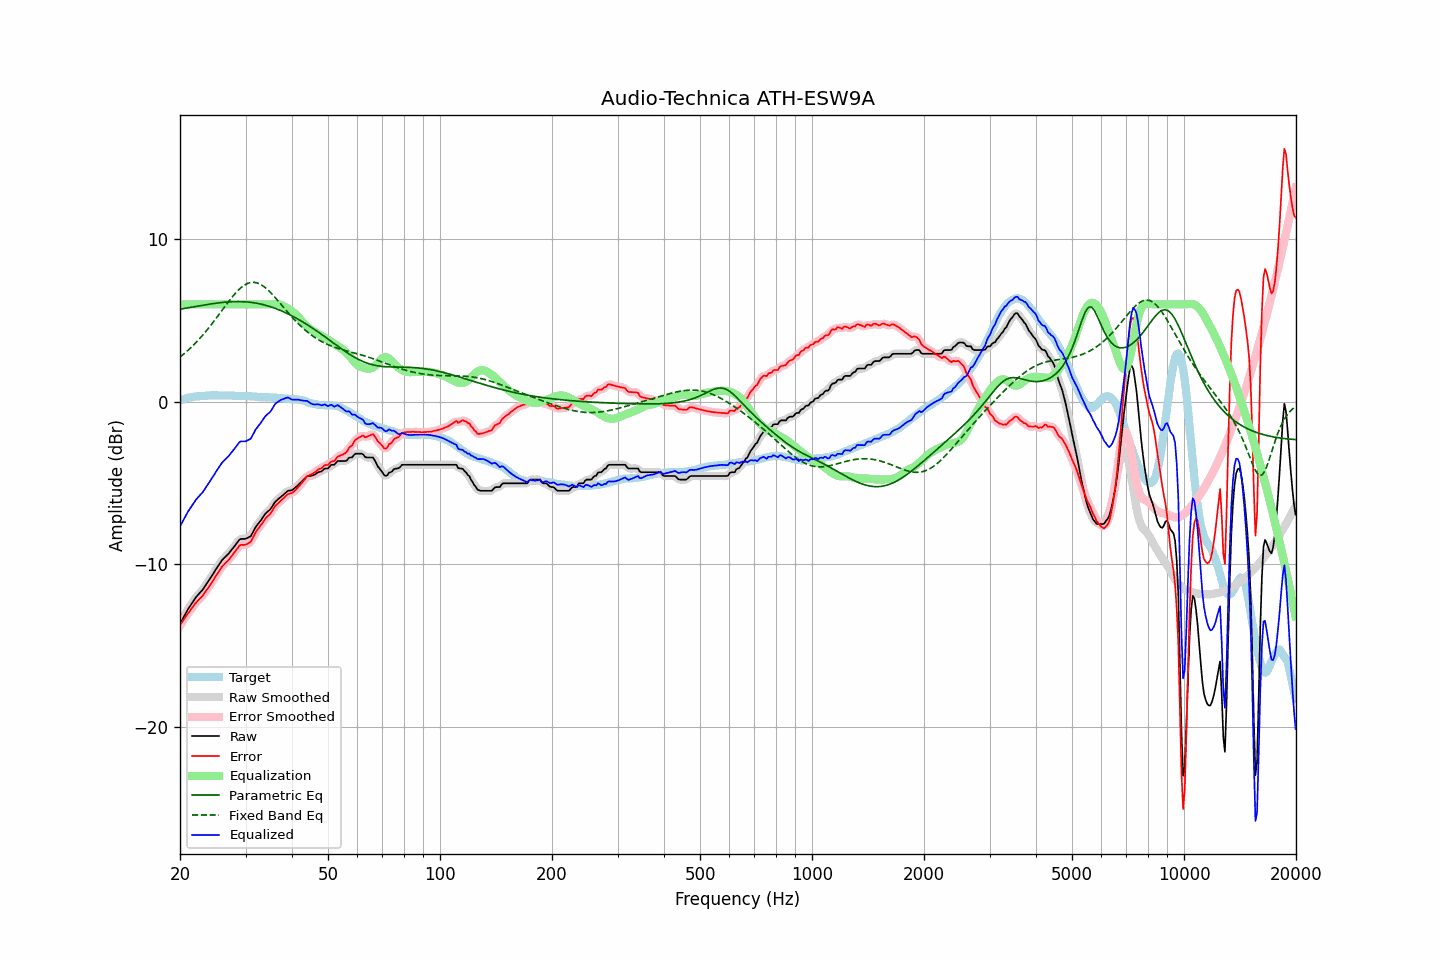 Audio-Technica ATH-ESW9A
10
0
−10
−20
Amplitude (dBr)
Target
Raw Smoothed
Error Smoothed
Raw
Error
Equalization
Parametric Eq
Fixed Band Eq
Equalized
20 50 100 200 500 1000 2000 5000 10000 20000
Frequency (Hz)